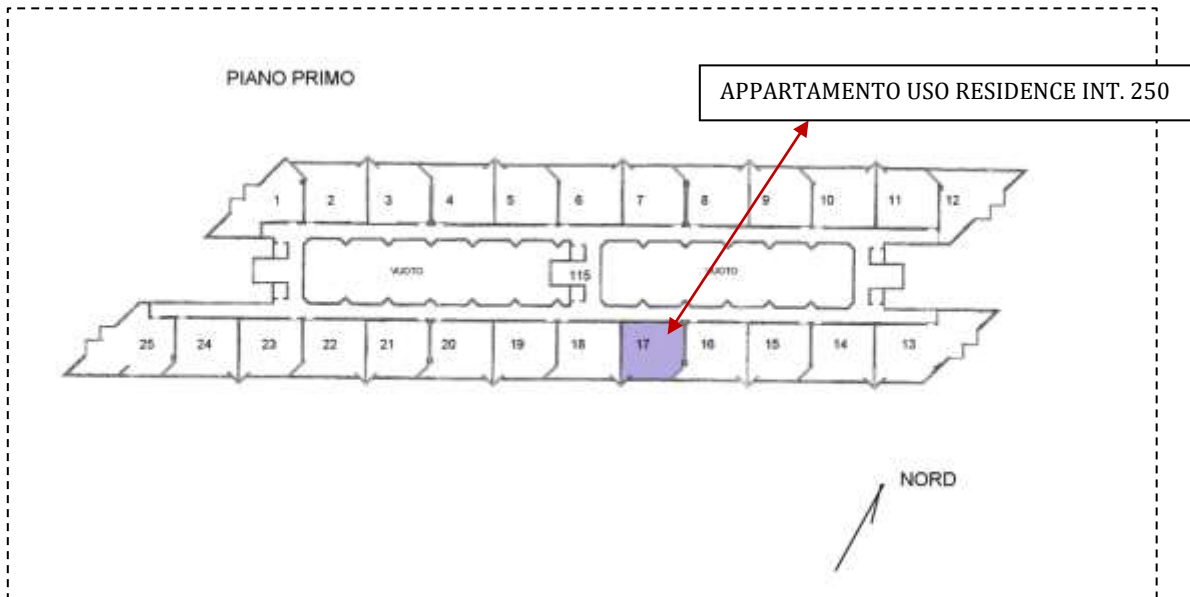 PIANO PRIMO
APPARTAMENTO USO RESIDENCE INT. 250
1 2 3 4 5 6 7 8 9 10 11 12
VUOTO 115 VUOTO
25 24 23 22 21 20 19 18 17 16 15 14 13
NORD